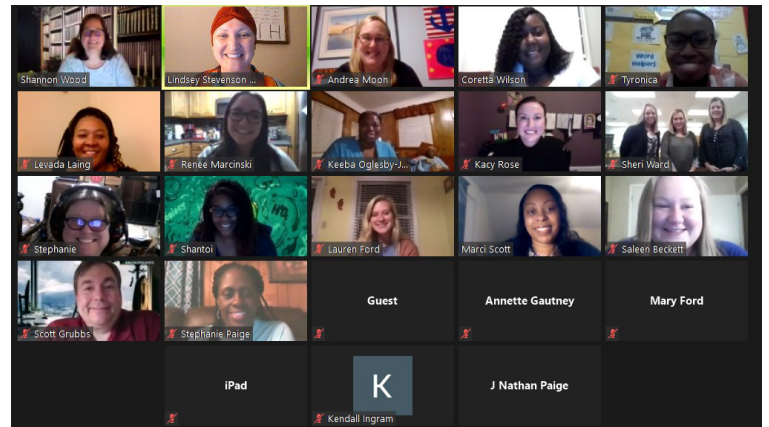 Shannon Wood
Lindsey Stevenson ...
Andrea Moon
Coretta Wilson
Word
Helpers
Tyronica
Levada Laing
Renee Marcinski
Keeba Oglesby-J...
Kacy Rose
Sheri Ward
Stephanie
Shantoi
Lauren Ford
Marci Scott
Saleen Beckett
Scott Grubbs
Stephanie Paige
Guest
Annette Gautney
Mary Ford
iPad
K
Kendall Ingram
J Nathan Paige